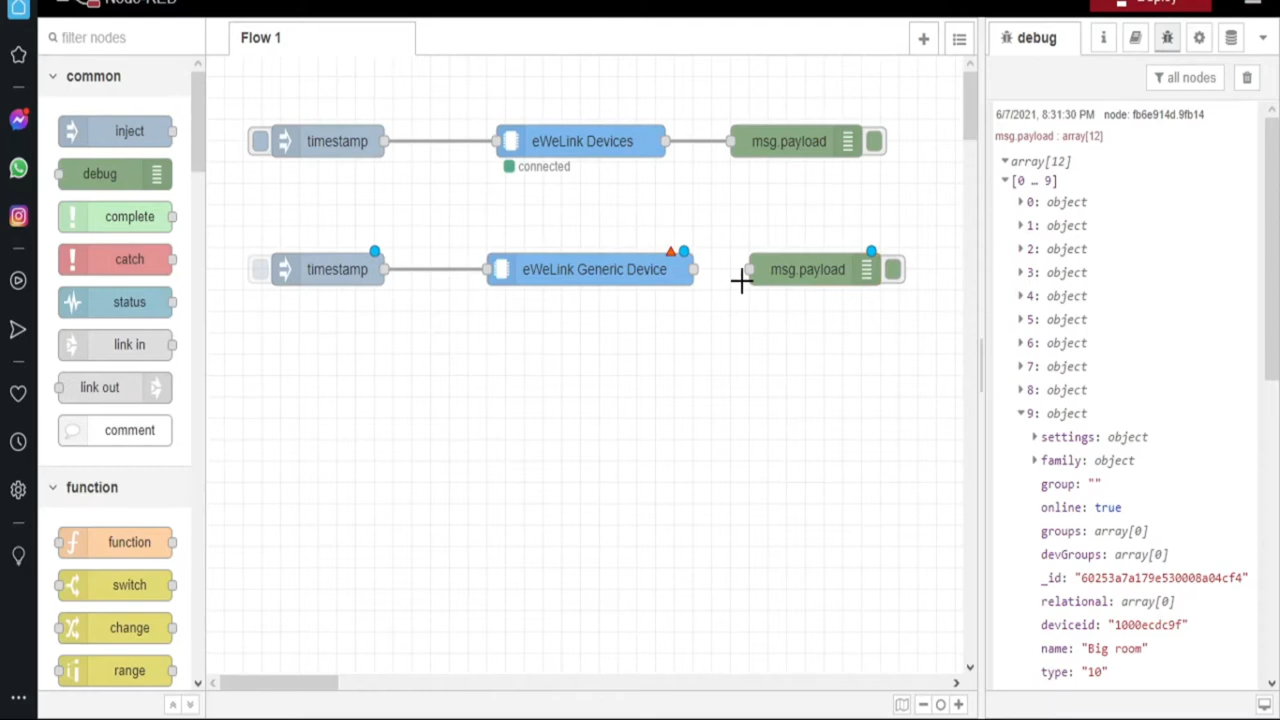 Node-RED
Deploy
filter nodes
Flow 1
debug
i
all nodes
common
inject
debug
complete
catch
status
link in
link out
comment
function
function
switch
change
range
timestamp
eWeLink Devices
msg.payload
connected
timestamp
eWeLink Generic Device
msg.payload
6/7/2021, 8:31:30 PM node: fb6e914d.9fb14
msg.payload : array[12]
array[12]
[0 … 9]
0: object
1: object
2: object
3: object
4: object
5: object
6: object
7: object
8: object
9: object
settings: object
family: object
group: ""
online: true
groups: array[0]
devGroups: array[0]
_id: "60253a7a179e530008a04cf4"
relational: array[0]
deviceid: "1000ecdc9f"
name: "Big room"
type: "10"